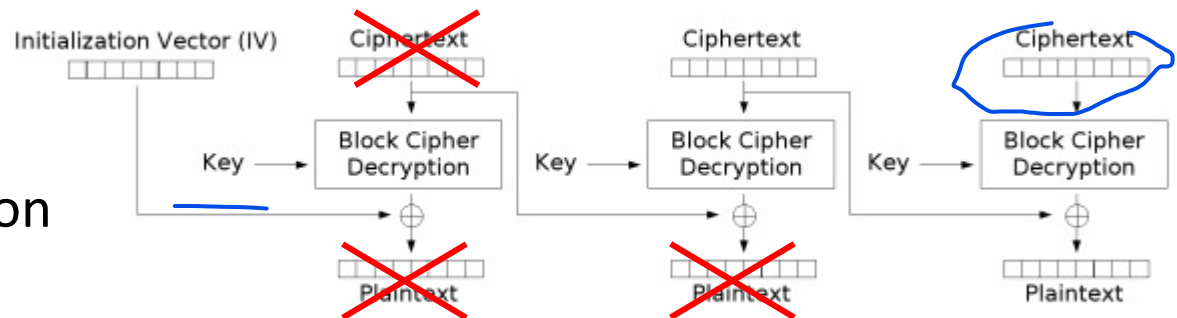 Initialization Vector (IV)
Ciphertext
Ciphertext
Ciphertext
Key
Block Cipher
Decryption
Key
Block Cipher
Decryption
Key
Block Cipher
Decryption
on
Plaintext
Plaintext
Plaintext